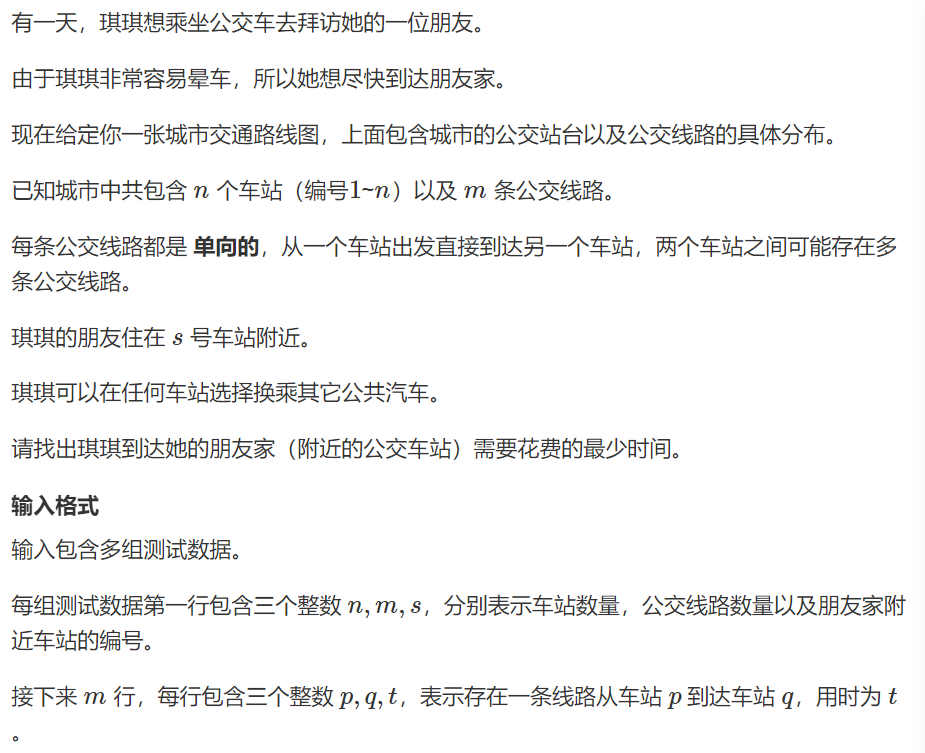 有一天，琪琪想乘坐公交车去拜访她的一位朋友。
由于琪琪非常容易晕车，所以她想尽快到达朋友家。
现在给定你一张城市交通路线图，上面包含城市的公交站台以及公交线路的具体分布。
已知城市中共包含 n 个车站（编号1~n）以及 m 条公交线路。
每条公交线路都是 单向的，从一个车站出发直接到达另一个车站，两个车站之间可能存在多
条公交线路。
琪琪的朋友住在 s 号车站附近。
琪琪可以在任何车站选择换乘其它公共汽车。
请找出琪琪到达她的朋友家（附近的公交车站）需要花费的最少时间。
输入格式
输入包含多组测试数据。
每组测试数据第一行包含三个整数 n, m, s，分别表示车站数量，公交线路数量以及朋友家附
近车站的编号。
接下来 m 行，每行包含三个整数 p, q, t，表示存在一条线路从车站 p 到达车站 q，用时为 t
。